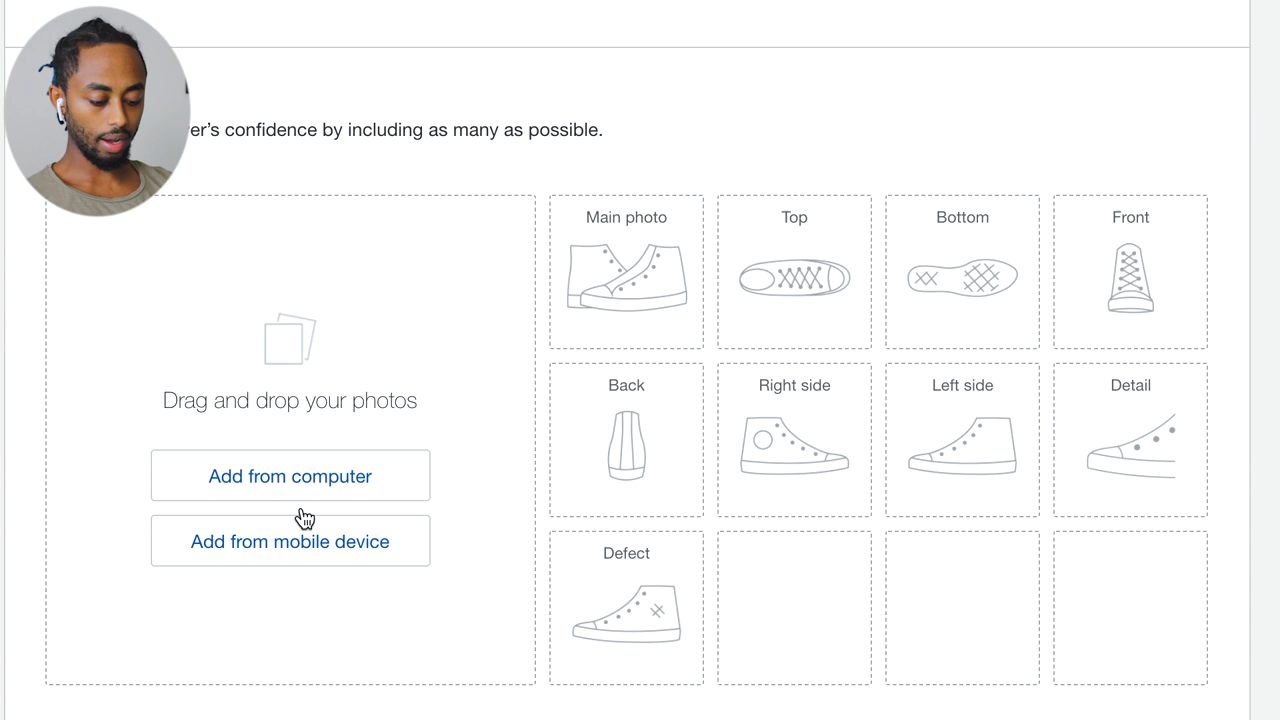 er’s confidence by including as many as possible.
Main photo
Top
Bottom
Front
Drag and drop your photos
Add from computer
Add from mobile device
Back
Right side
Left side
Detail
Defect